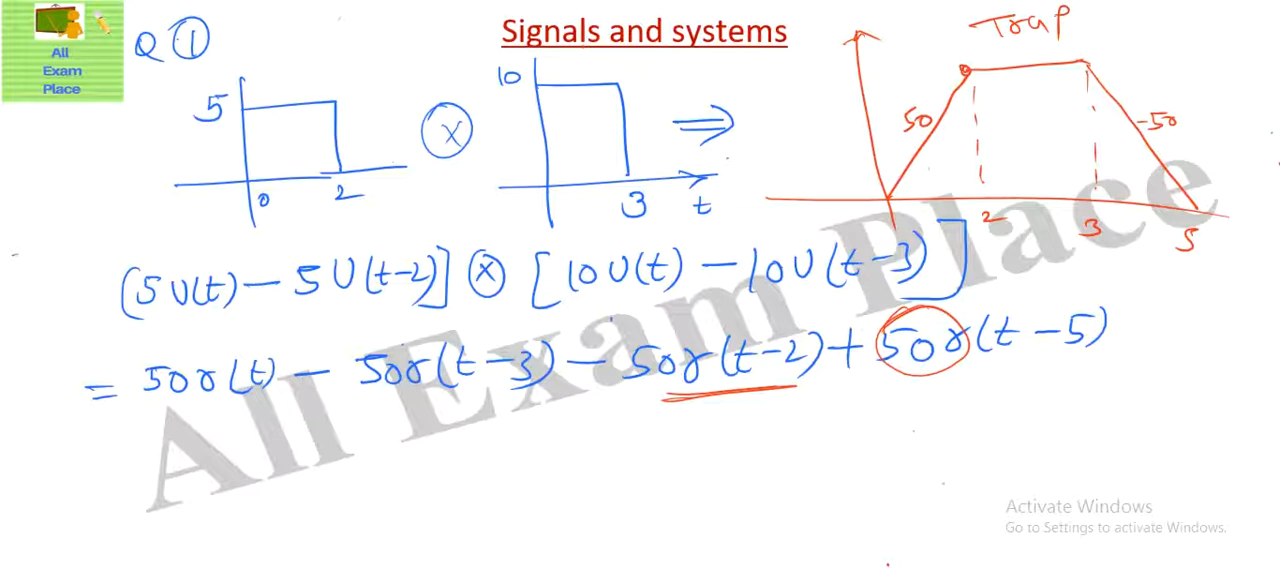 All
Exam
Place
Signals and systems
Q ①
5
0
2
ⓧ
10
3
t
⇒
Trap
50
-50
2
3
5
(5U(t) - 5U(t-2)] ⓧ [10U(t) - 10U(t-3)]
= 50r(t) - 50r(t-3) - 50r(t-2) + 50r(t-5)
All Exam Place
Activate Windows
Go to Settings to activate Windows.